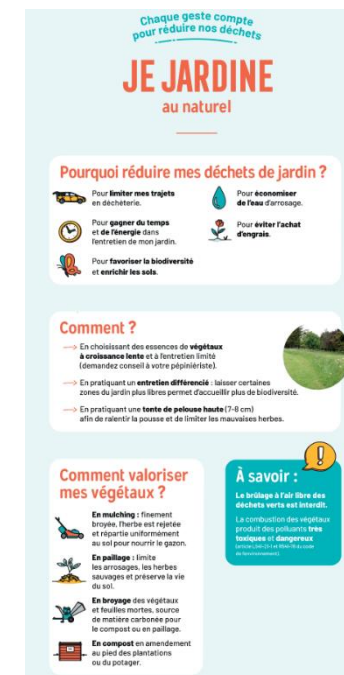 Chaque geste compte
pour réduire nos déchets
JE JARDINE
au naturel
Pourquoi réduire mes déchets de jardin ?
Pour limiter mes trajets
en déchèterie.
Pour économiser
de l'eau d'arrosage.
Pour gagner du temps
et de l'énergie dans
l'entretien de mon jardin.
Pour éviter l'achat
d'engrais.
Pour favoriser la biodiversité
et enrichir les sols.
Comment ?
En choisissant des essences de végétaux
à croissance lente et à l'entretien limité
(demandez conseil à votre pépiniériste).
En pratiquant un entretien différencié : laisser certaines
zones du jardin plus libres permet d'accueillir plus de biodiversité.
En pratiquant une tonte de pelouse haute (7-8 cm)
afin de ralentir la pousse et de limiter les mauvaises herbes.
Comment valoriser
mes végétaux ?
En mulching : finement
broyée, l'herbe est rejetée
et répartie uniformément
au sol pour nourrir le gazon.
En paillage : limite
les arrosages, les herbes
sauvages et préserve la vie
du sol.
En broyage des végétaux
et feuilles mortes, source
de matière carbonée pour
le compost ou en paillage.
En compost en amendement
au pied des plantations
ou du potager.
À savoir :
Le brûlage à l'air libre des
déchets verts est interdit.
La combustion des végétaux
produit des polluants très
toxiques et dangereux
de l'environnement)